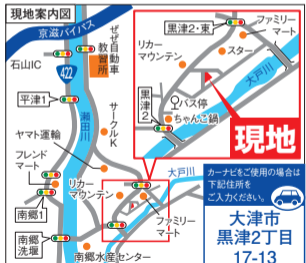 現地案内図
京滋バイパス
石山IC
422
ぜぜ自動車
教習所
平津1
瀬田川
サークルK
ヤマト運輸
フレンド
マート
南郷1
リカー
マウンテン
南郷
洗堰
南郷水産センター
ファミリー
マート
大戸川
黒津2・東
ファミリー
マート
リカー
マウンテン
スター
大戸川
黒津2
バス停
ちゃんこ鍋
現地
カーナビをご使用の場合は
下記住所を
ご入力ください。
大津市
黒津2丁目
17-13